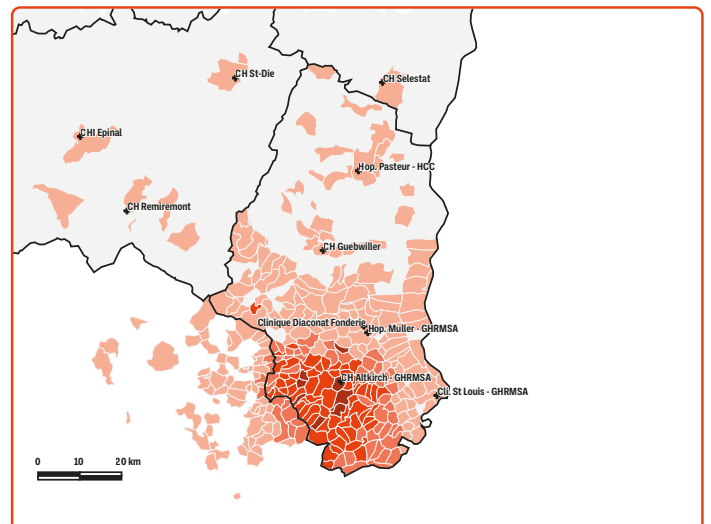 CH St-Die
CH Selestat
CHI Epinal
Hop. Pasteur - HCC
CH Remiremont
CH Guebwiller
Clinique Diaconat Fonderie
Hop. Muller - GHRMSA
CH Altkirch - GHRMSA
Cli. St Louis - GHRMSA
0 10 20 km